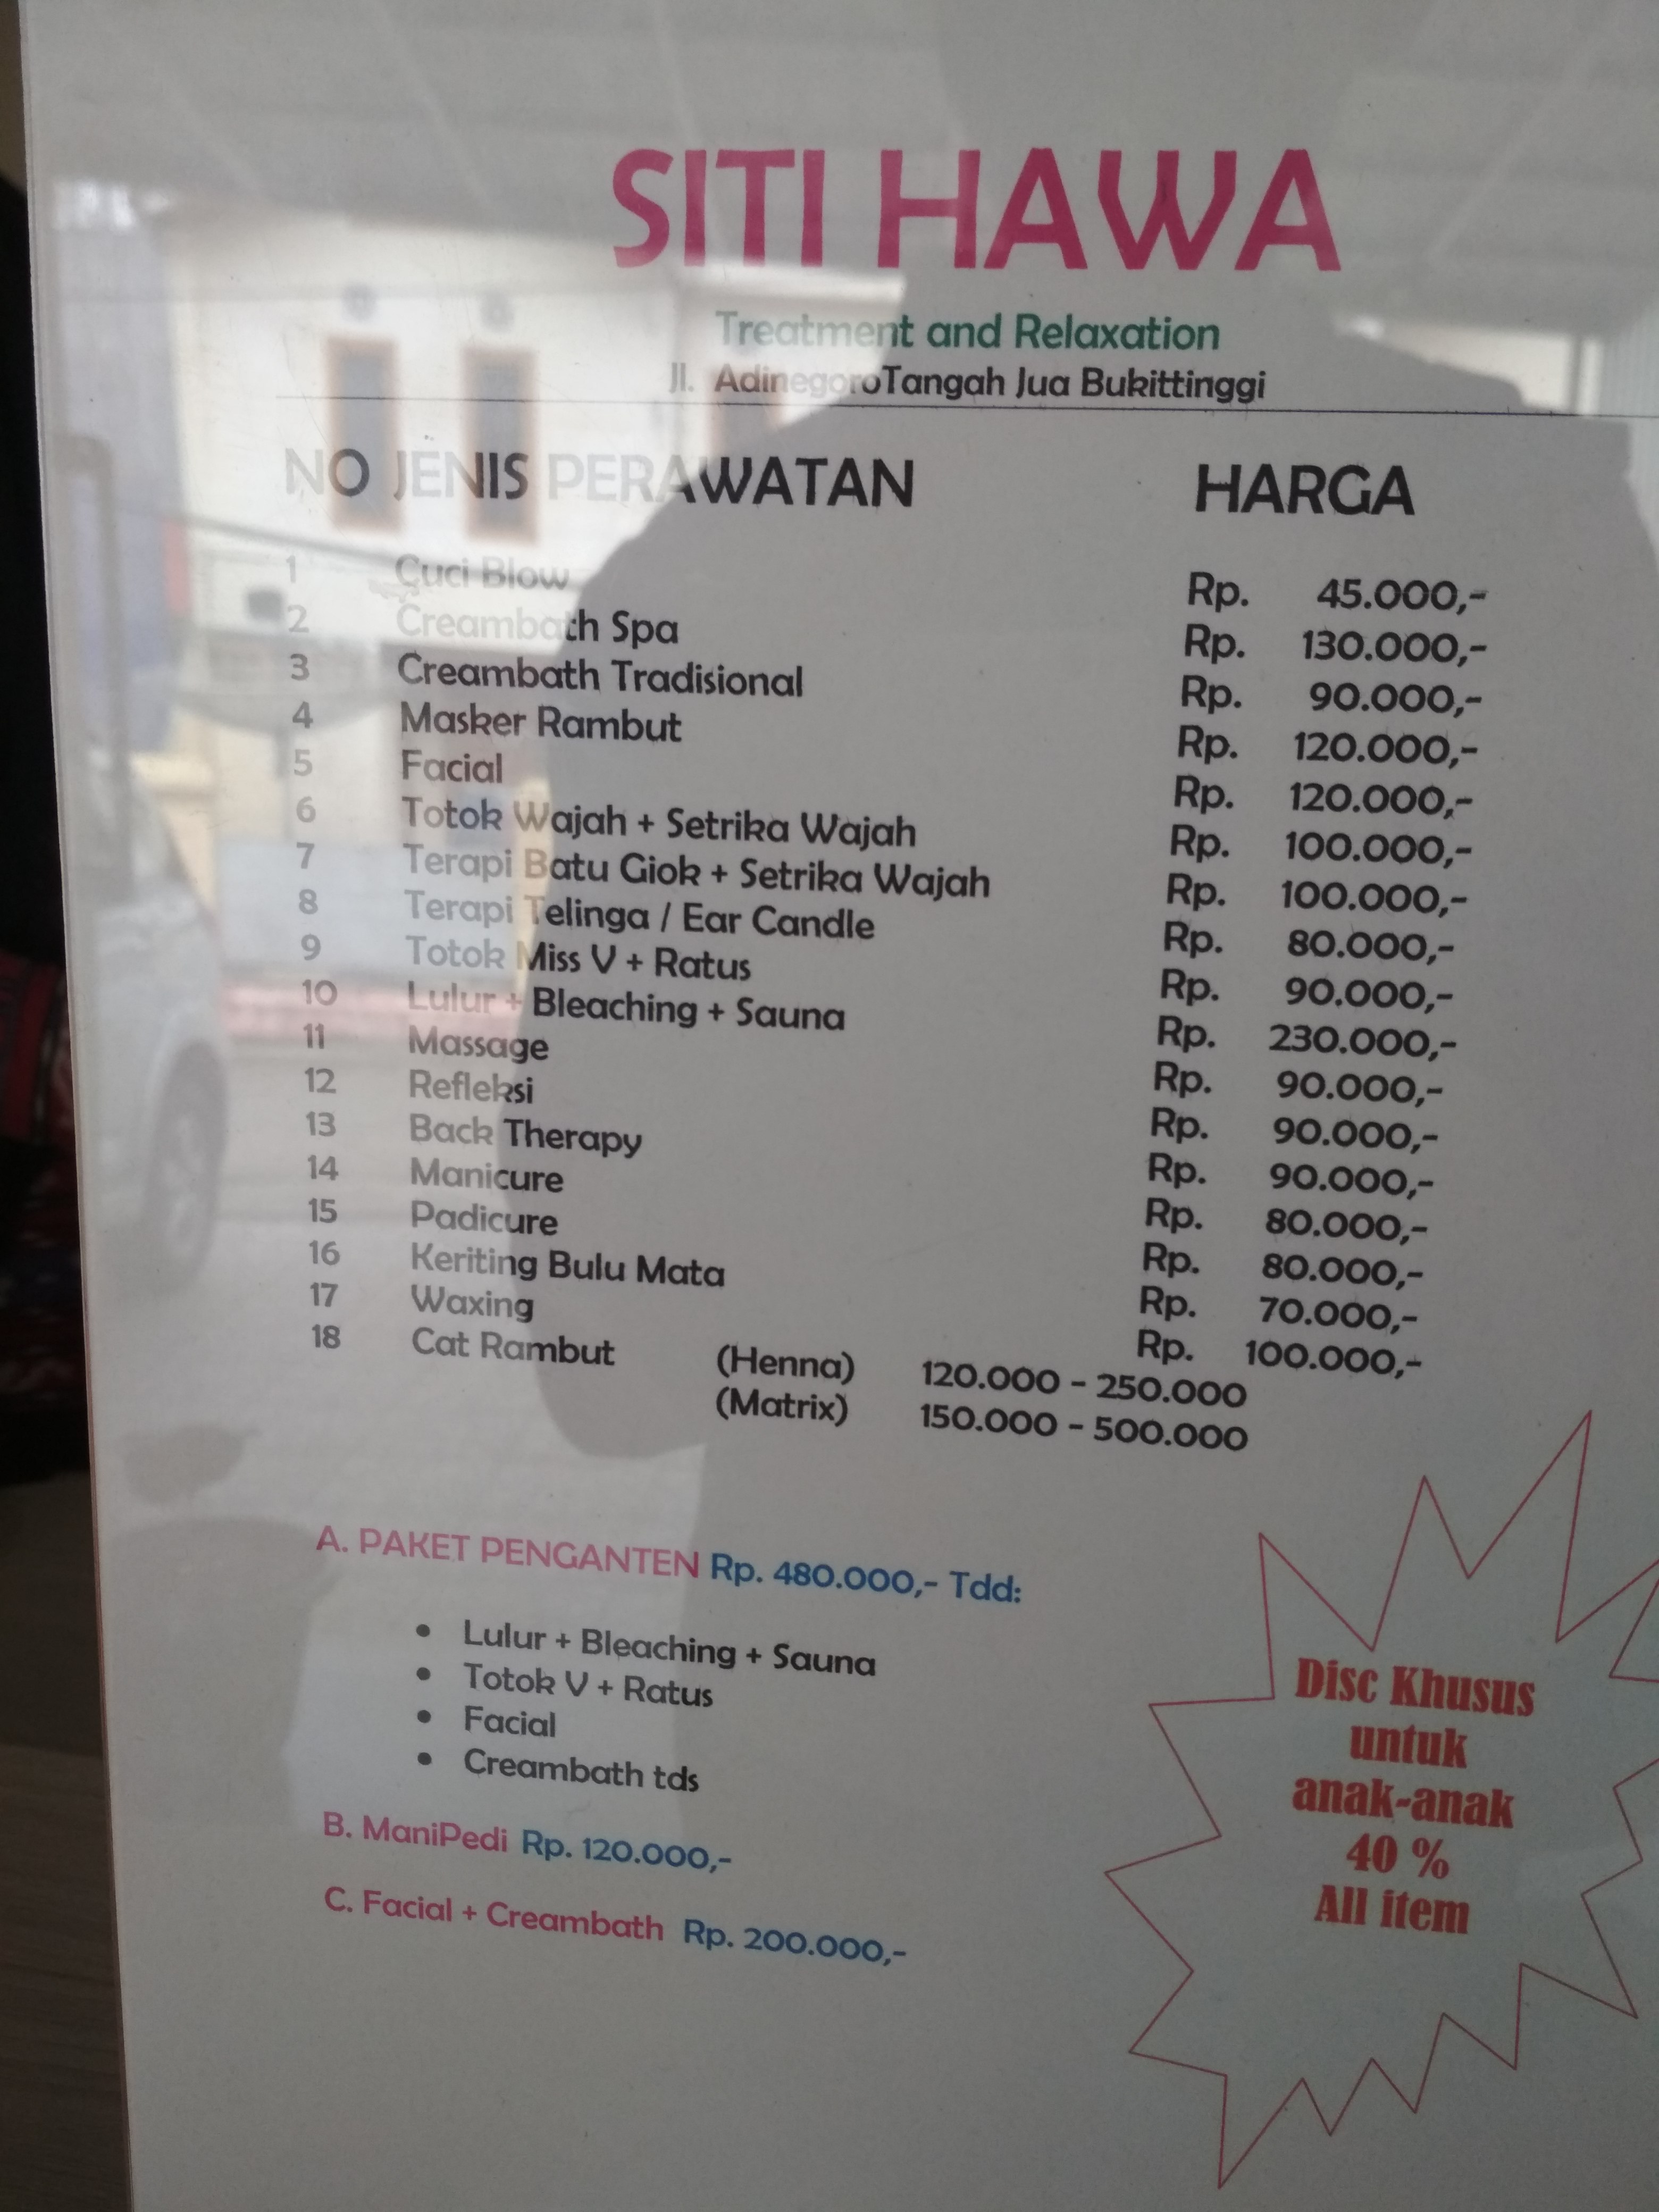 SITI HAWA
Treatment and Relaxation
Jl. AdinegoroTangah Jua Bukittinggi
NO JENIS PERAWATAN HARGA
1 Cuci Blow Rp. 45.000,-
2 Creambath Spa Rp. 130.000,-
3 Creambath Tradisional Rp. 90.000,-
4 Masker Rambut Rp. 120.000,-
5 Facial Rp. 120.000,-
6 Totok Wajah + Setrika Wajah Rp. 100.000,-
7 Terapi Batu Giok + Setrika Wajah Rp. 100.000,-
8 Terapi Telinga / Ear Candle Rp. 80.000,-
9 Totok Miss V + Ratus Rp. 90.000,-
10 Lulur + Bleaching + Sauna Rp. 230.000,-
11 Massage Rp. 90.000,-
12 Refleksi Rp. 90.000,-
13 Back Therapy Rp. 90.000,-
14 Manicure Rp. 80.000,-
15 Padicure Rp. 80.000,-
16 Keriting Bulu Mata Rp. 70.000,-
17 Waxing Rp. 100.000,-
18 Cat Rambut (Henna) 120.000 - 250.000
(Matrix) 150.000 - 500.000
A. PAKET PENGANTEN Rp. 480.000,- Tdd:
• Lulur + Bleaching + Sauna
• Totok V + Ratus
• Facial
• Creambath tds
B. ManiPedi Rp. 120.000,-
C. Facial + Creambath Rp. 200.000,-
Disc Khusus
untuk
anak-anak
40 %
All item